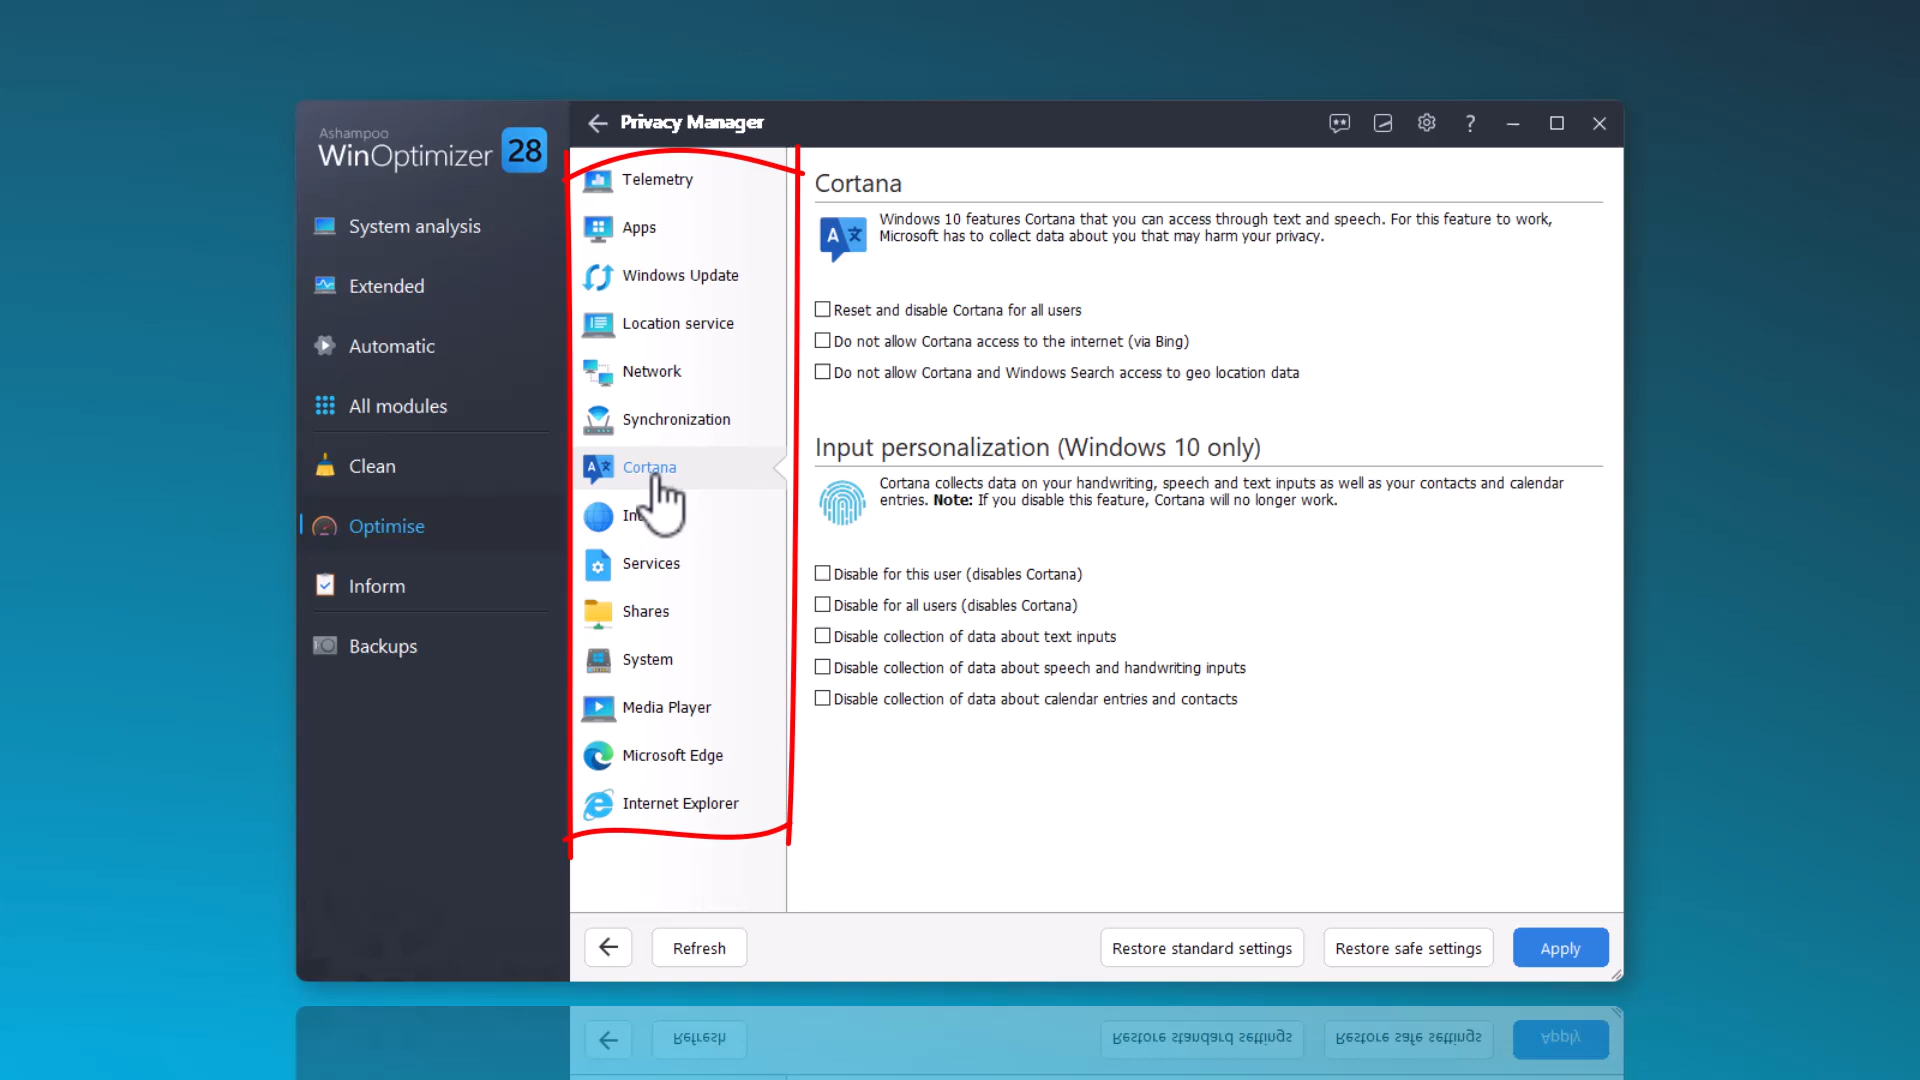 Ashampoo
WinOptimizer 28
System analysis
Extended
Automatic
All modules
Clean
Optimise
Inform
Backups
Privacy Manager
Telemetry
Apps
Windows Update
Location service
Network
Synchronization
Cortana
Services
Shares
System
Media Player
Microsoft Edge
Internet Explorer
Cortana
Windows 10 features Cortana that you can access through text and speech. For this feature to work,
Microsoft has to collect data about you that may harm your privacy.
Reset and disable Cortana for all users
Do not allow Cortana access to the internet (via Bing)
Do not allow Cortana and Windows Search access to geo location data
Input personalization (Windows 10 only)
Cortana collects data on your handwriting, speech and text inputs as well as your contacts and calendar
entries. Note: If you disable this feature, Cortana will no longer work.
Disable for this user (disables Cortana)
Disable for all users (disables Cortana)
Disable collection of data about text inputs
Disable collection of data about speech and handwriting inputs
Disable collection of data about calendar entries and contacts
Refresh
Restore standard settings
Restore safe settings
Apply
Refresh
Restore standard settings
Restore safe settings
Apply